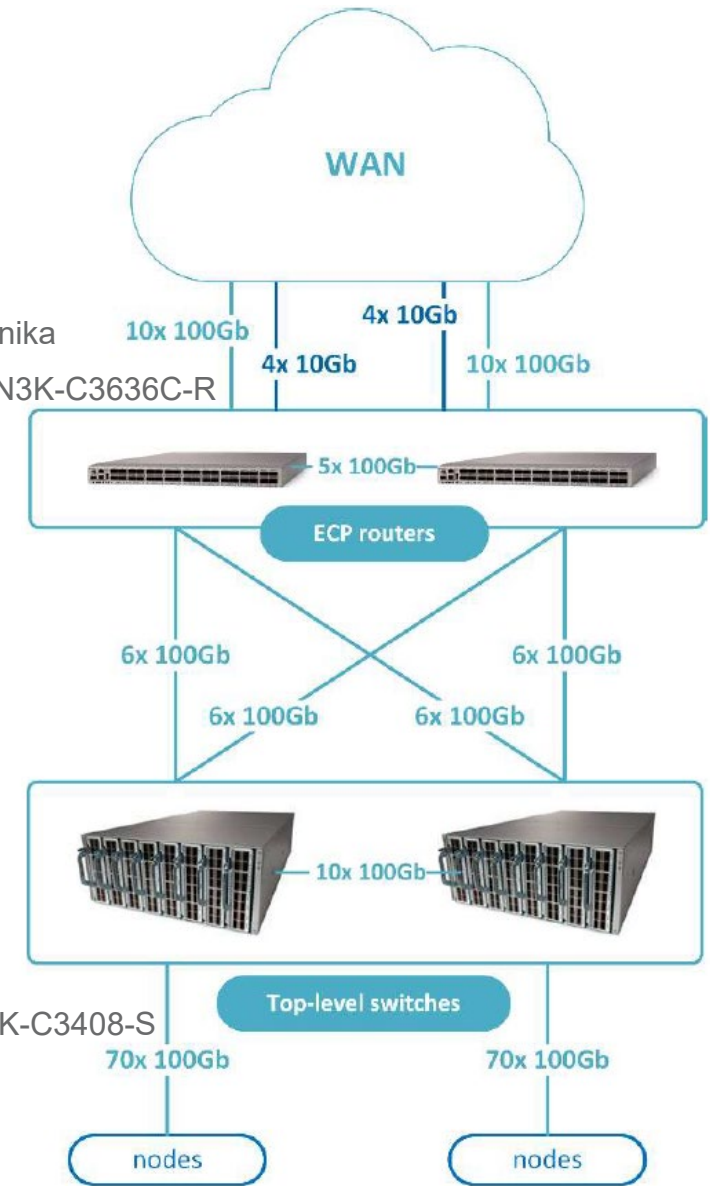 WAN
4x 10Gb
nika
10x 100Gb
4x 10Gb
10x 100Gb
N3K-C3636C-R
5x 100Gb
ECP routers
6x 100Gb
6x 100Gb
6x 100Gb
6x 100Gb
10x 100Gb
Top-level switches
K-C3408-S
70x 100Gb
70x 100Gb
nodes
nodes